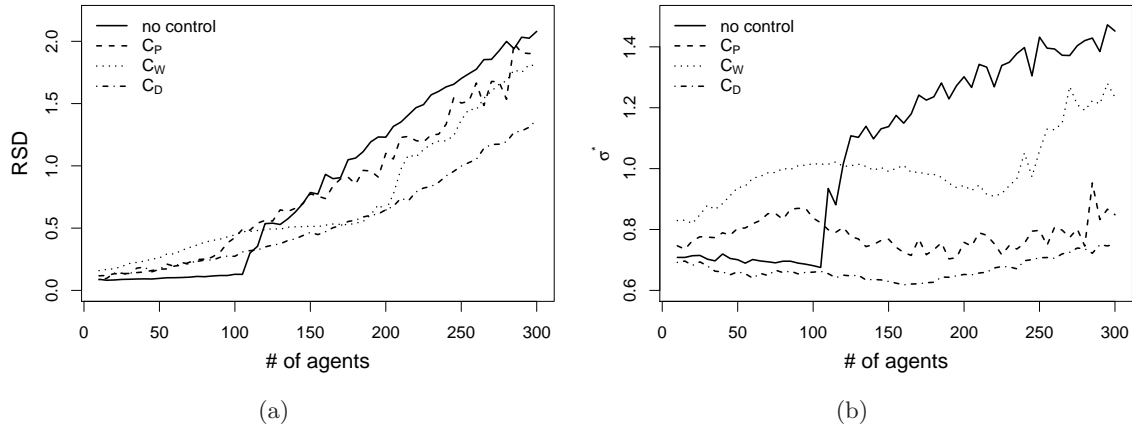 no control
C_P
C_W
C_D
RSD
2.0
1.5
1.0
0.5
0.0
0 50 100 150 200 250 300
# of agents
(a)
no control
C_P
C_W
C_D
σ*
1.4
1.2
1.0
0.8
0.6
0 50 100 150 200 250 300
# of agents
(b)